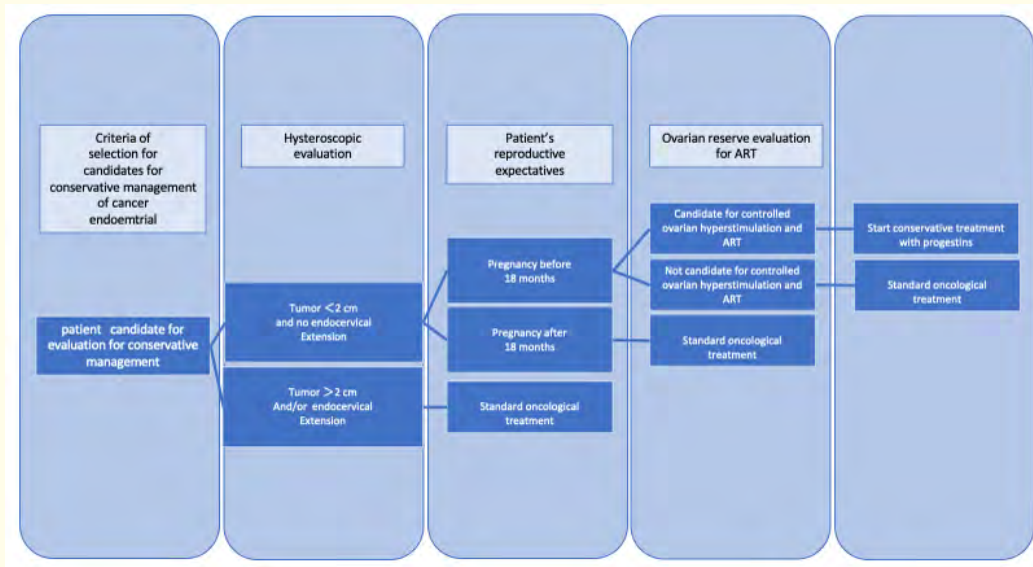 Criteria of
selection for
candidates for
conservative management
of cancer
endoemtrial
patient candidate for
evaluation for conservative
management
Hysteroscopic
evaluation
Tumor <2 cm
and no endocervical
Extension
Tumor >2 cm
And/or endocervical
Extension
Patient's
reproductive
expectatives
Pregnancy before
18 months
Pregnancy after
18 months
Standard oncological
treatment
Ovarian reserve evaluation
for ART
Candidate for controlled
ovarian hyperstimulation and
ART
Not candidate for controlled
ovarian hyperstimulation and
ART
Standard oncological
treatment
Start conservative treatment
with progestins
Standard oncological
treatment